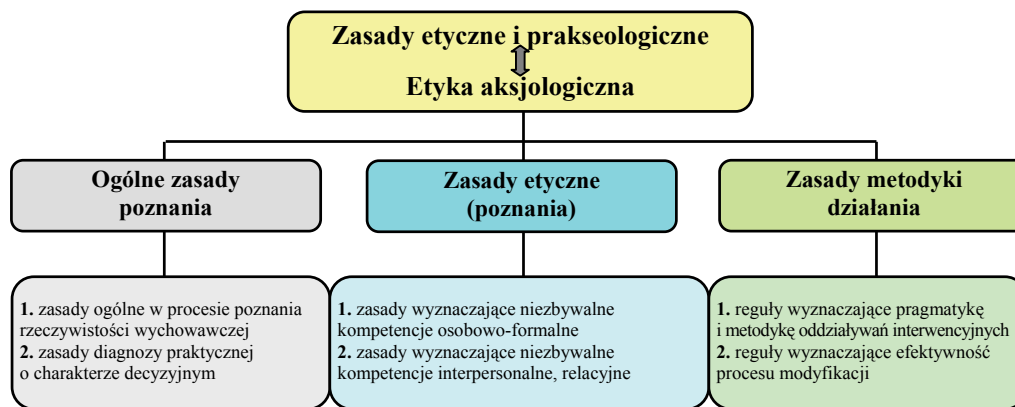 Zasady etyczne i prakseologiczne
Etyka aksjologiczna
Ogólne zasady
poznania
Zasady etyczne
(poznania)
Zasady metodyki
działania
1. zasady ogólne w procesie poznania
rzeczywistości wychowawczej
2. zasady diagnozy praktycznej
o charakterze decyzyjnym
1. zasady wyznaczające niezbywalne
kompetencje osobowo-formalne
2. zasady wyznaczające niezbywalne
kompetencje interpersonalne, relacyjne
1. reguły wyznaczające pragmatykę
i metodykę oddziaływań interwencyjnych
2. reguły wyznaczające efektywność
procesu modyfikacji